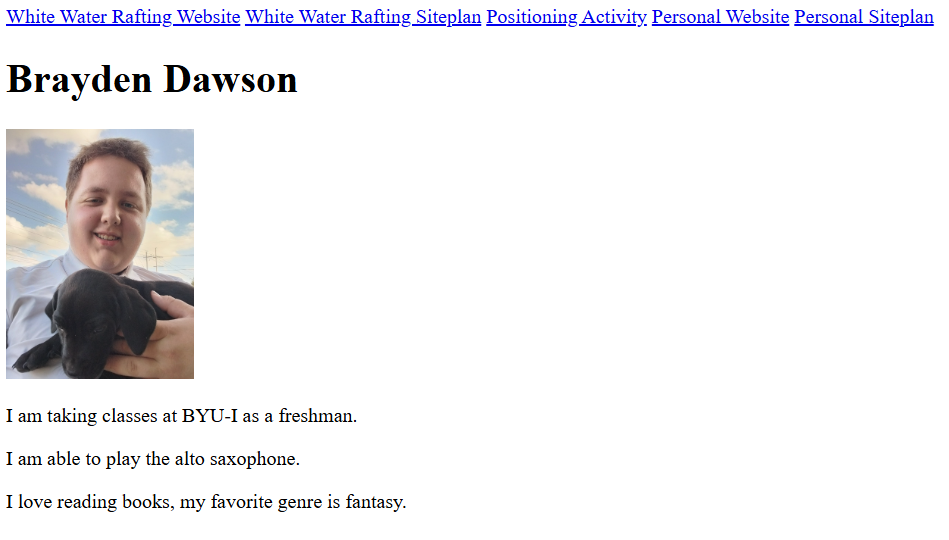 White Water Rafting Website White Water Rafting Siteplan Positioning Activity Personal Website Personal Siteplan
Brayden Dawson
I am taking classes at BYU-I as a freshman.
I am able to play the alto saxophone.
I love reading books, my favorite genre is fantasy.